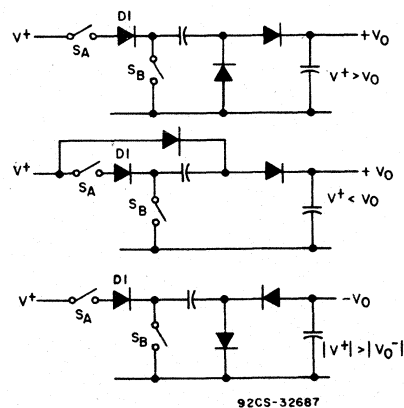 V+ SA D1 SB +VO
V+>VO
V+ SA D1 SB + VO
V+< VO
V+ SA D1 SB -VO
|V+|>|VO-|
92CS-32687